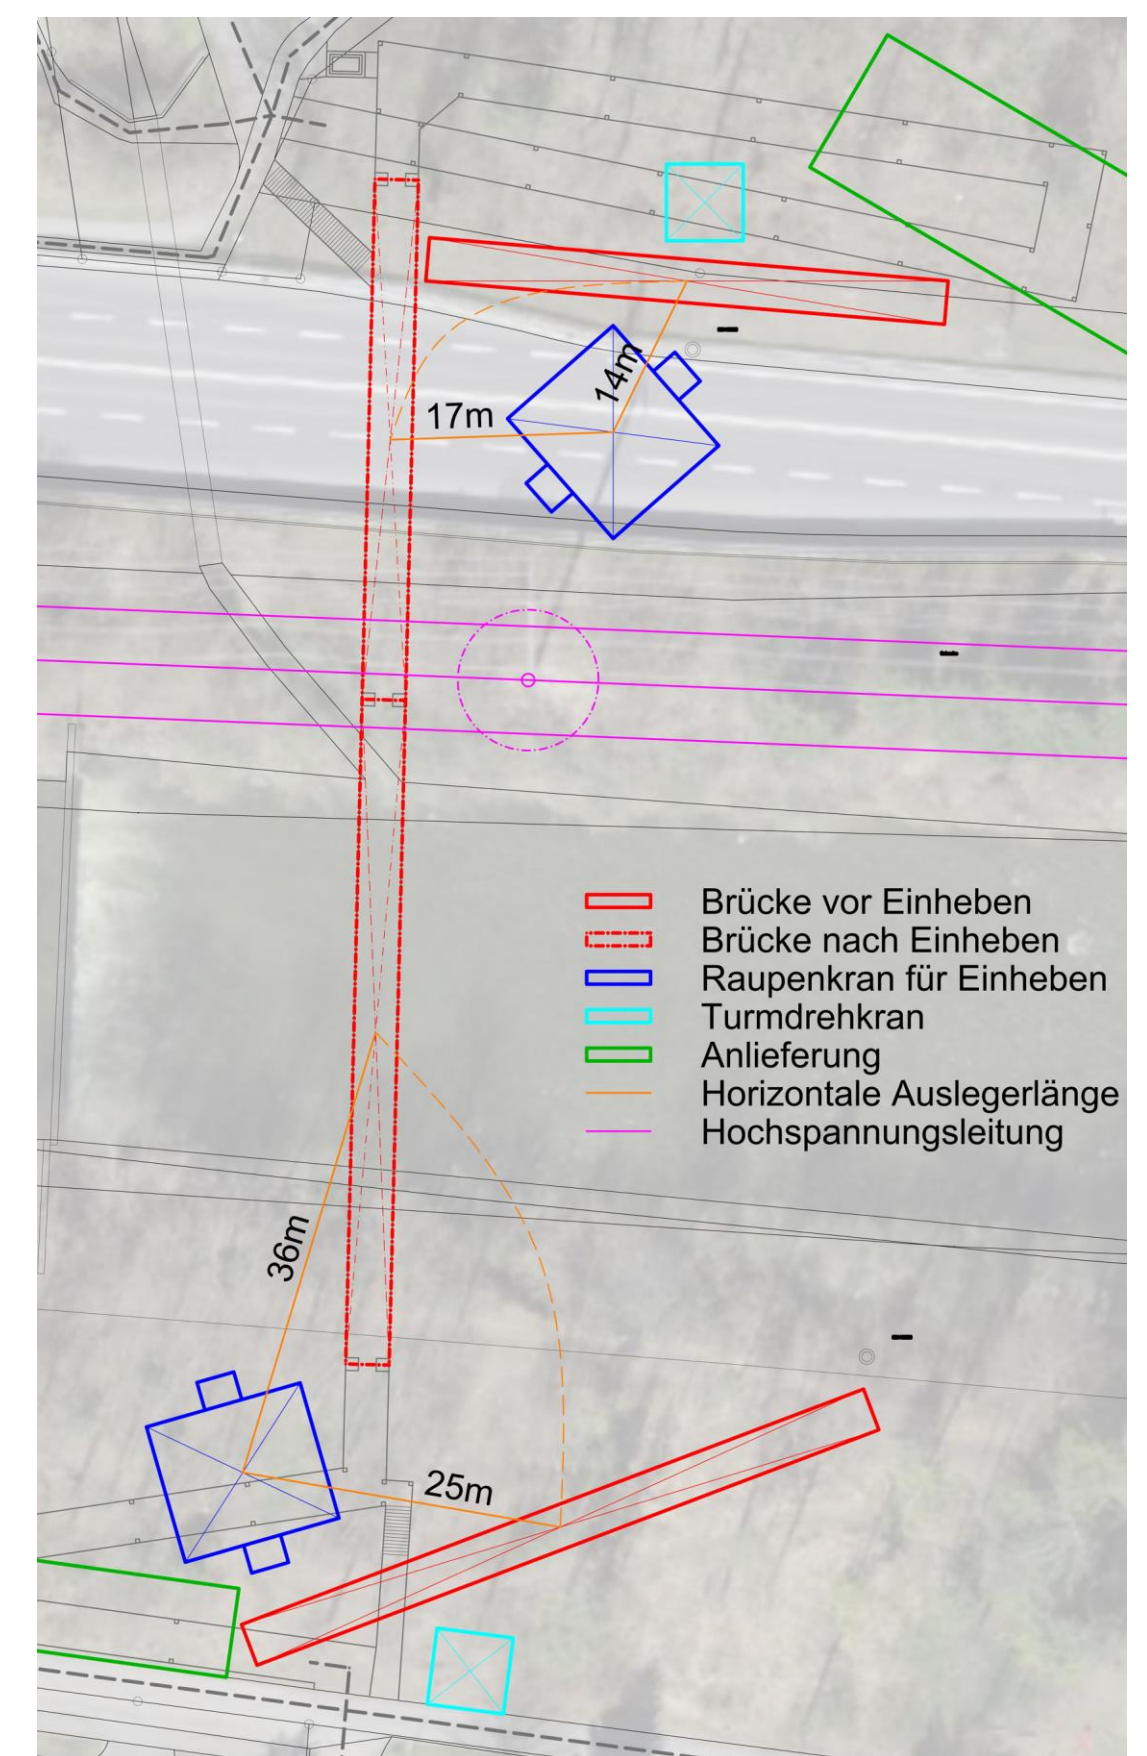 14m
17m
Brücke vor Einheben
Brücke nach Einheben
Raupenkran für Einheben
Turmdrehkran
Anlieferung
Horizontale Auslegerlänge
Hochspannungsleitung
36m
25m